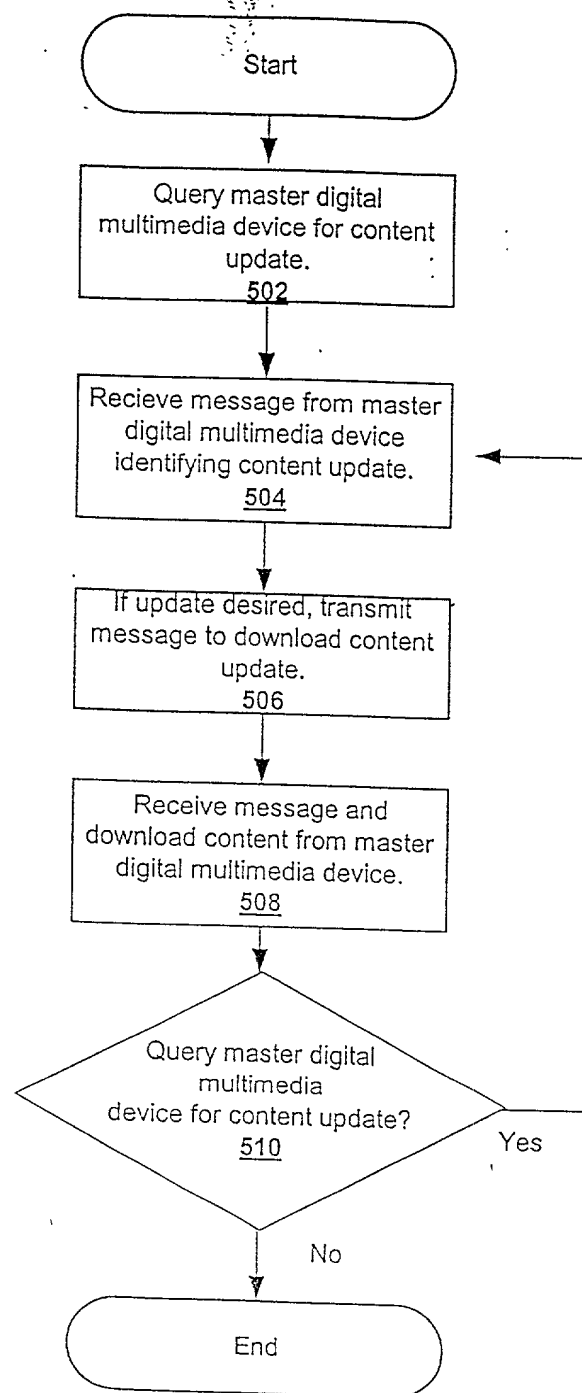 Start
Query master digital
multimedia device for content
update.
502
Recieve message from master
digital multimedia device
identifying content update.
504
If update desired, transmit
message to download content
update.
506
Receive message and
download content from master
digital multimedia device.
508
Query master digital
multimedia
device for content update?
510
Yes
No
End